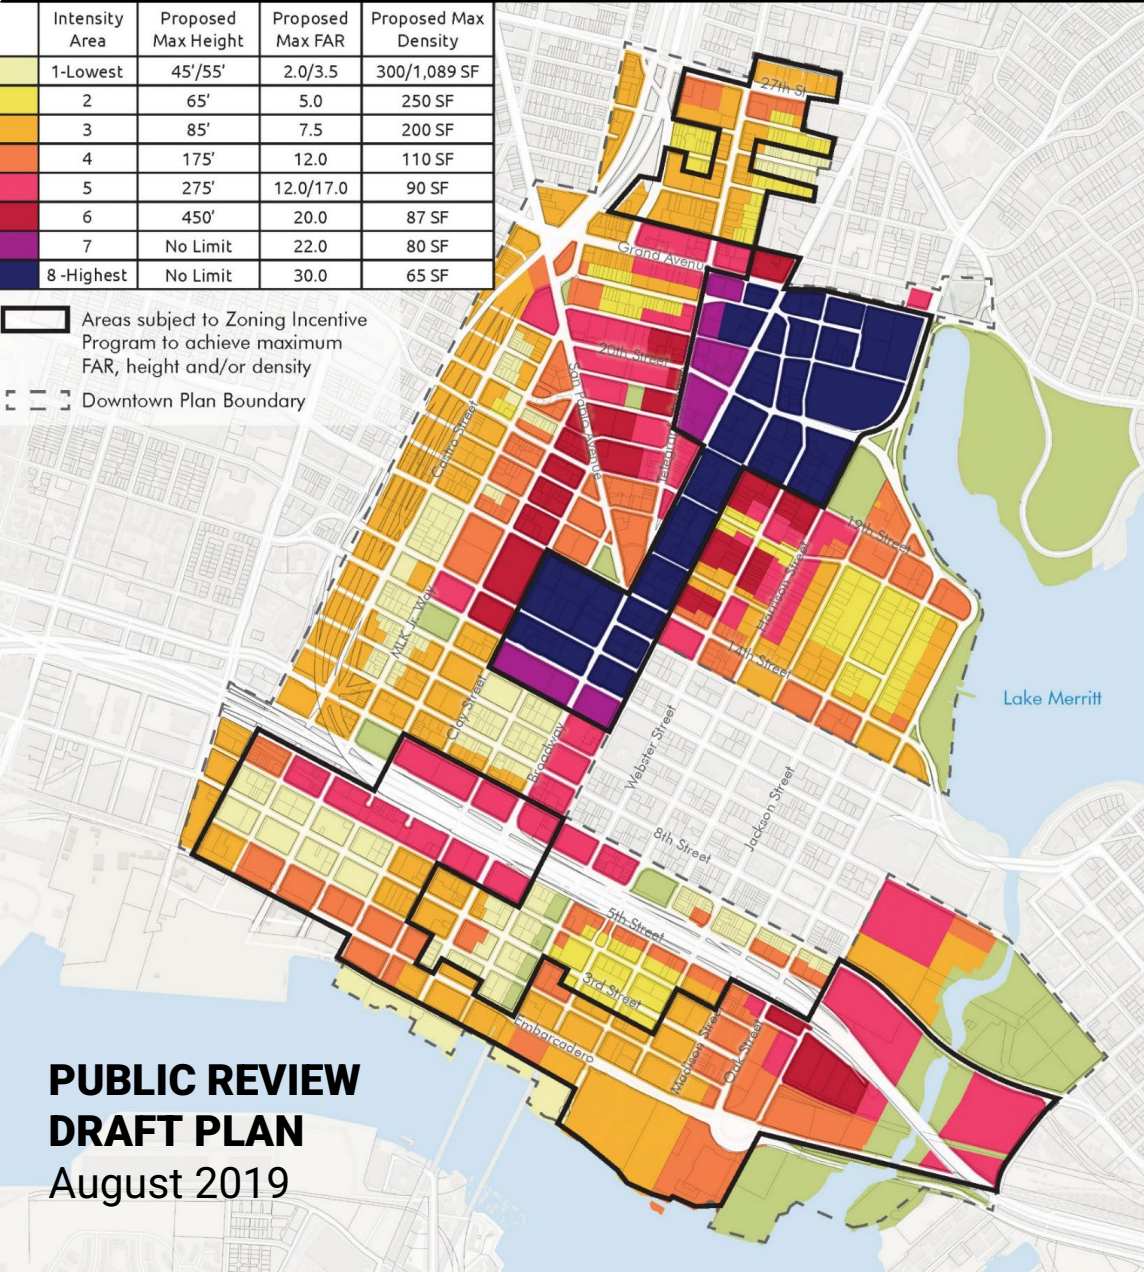 Intensity Area | Proposed Max Height | Proposed Max FAR | Proposed Max Density
1-Lowest | 45’/55’ | 2.0/3.5 | 300/1,089 SF
2 | 65’ | 5.0 | 250 SF
3 | 85’ | 7.5 | 200 SF
4 | 175’ | 12.0 | 110 SF
5 | 275’ | 12.0/17.0 | 90 SF
6 | 450’ | 20.0 | 87 SF
7 | No Limit | 22.0 | 80 SF
8 -Highest | No Limit | 30.0 | 65 SF
Areas subject to Zoning Incentive
Program to achieve maximum
FAR, height and/or density
Downtown Plan Boundary
27th St
Grand Avenu
20th Street
San Pablo Avenue
Telegra
Castro Street
19th Street
Harrison Street
14th Street
MLK Jr. Way
Clay Street
Broadway
Webster Street
Jackson Street
8th Street
5th Street
3rd Street
Embarcadero
Madison Street
Oak Street
Lake Merritt
PUBLIC REVIEW
DRAFT PLAN
August 2019